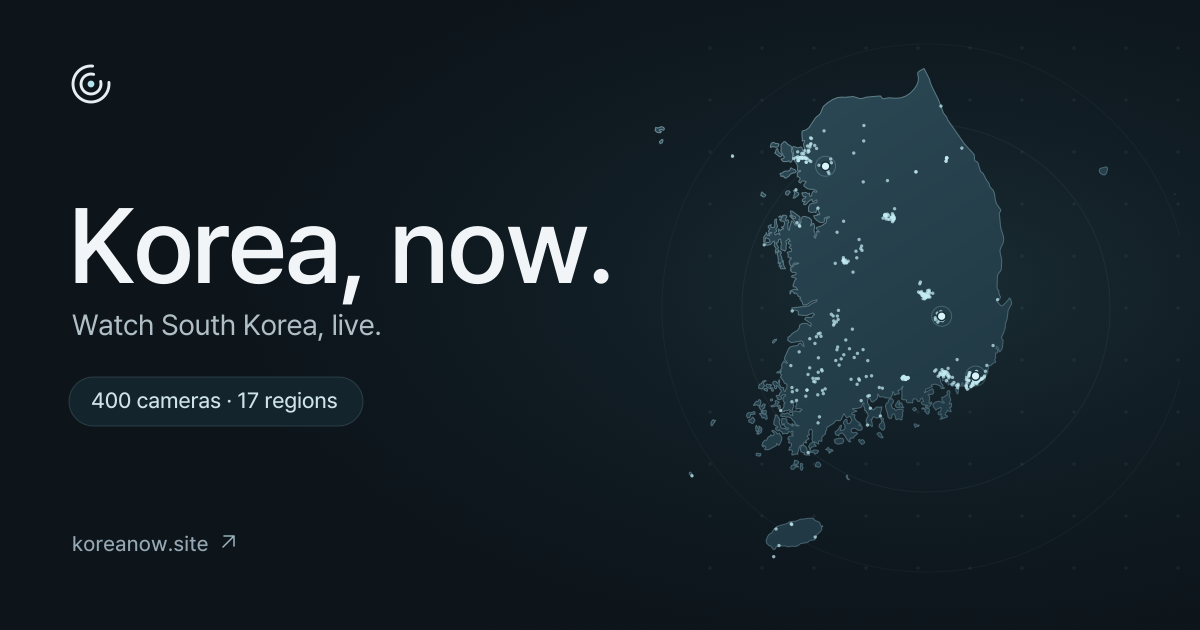 Korea, now.
Watch South Korea, live.
400 cameras · 17 regions
koreanow.site ↗